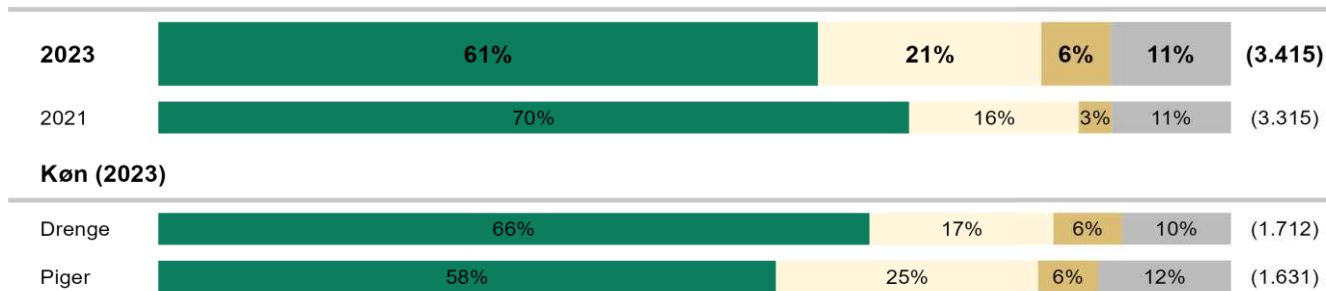 2023 61% 21% 6% 11% (3.415)
2021 70% 16% 3% 11% (3.315)
Køn (2023)
Drenge 66% 17% 6% 10% (1.712)
Piger 58% 25% 6% 12% (1.631)